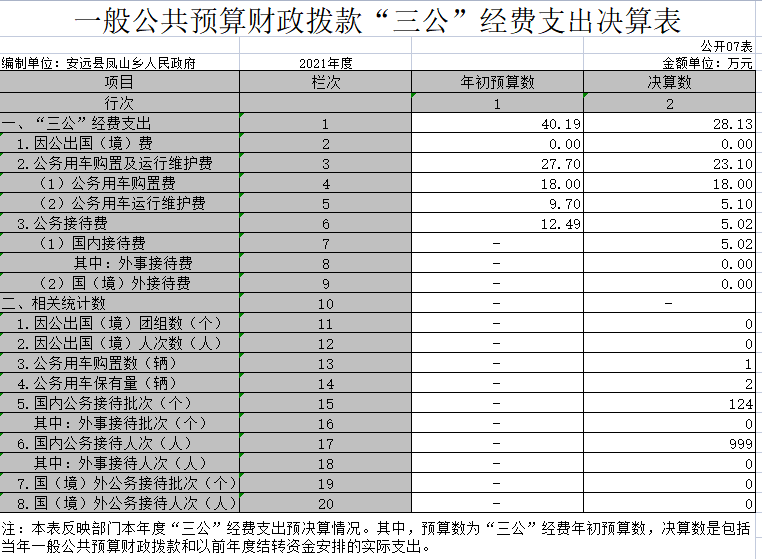 一般公共预算财政拨款“三公”经费支出决算表
公开07表
编制单位：安远县凤山乡人民政府 2021年度 金额单位：万元
项目 栏次 年初预算数 决算数
行次 1 2
一、“三公”经费支出 1 40.19 28.13
1.因公出国（境）费 2 0.00 0.00
2.公务用车购置及运行维护费 3 27.70 23.10
（1）公务用车购置费 4 18.00 18.00
（2）公务用车运行维护费 5 9.70 5.10
3.公务接待费 6 12.49 5.02
（1）国内接待费 7 － 5.02
其中：外事接待费 8 － 0.00
（2）国（境）外接待费 9 － 0.00
二、相关统计数 10 － －
1.因公出国（境）团组数（个） 11 － 0
2.因公出国（境）人次数（人） 12 － 0
3.公务用车购置数（辆） 13 － 1
4.公务用车保有量（辆） 14 － 2
5.国内公务接待批次（个） 15 － 124
其中：外事接待批次（个） 16 － 0
6.国内公务接待人次（人） 17 － 999
其中：外事接待人次（人） 18 － 0
7.国（境）外公务接待批次（个） 19 － 0
8.国（境）外公务接待人次（人） 20 － 0
注：本表反映部门本年度“三公”经费支出预决算情况。其中，预算数为“三公”经费年初预算数，决算数是包括
当年一般公共预算财政拨款和以前年度结转资金安排的实际支出。